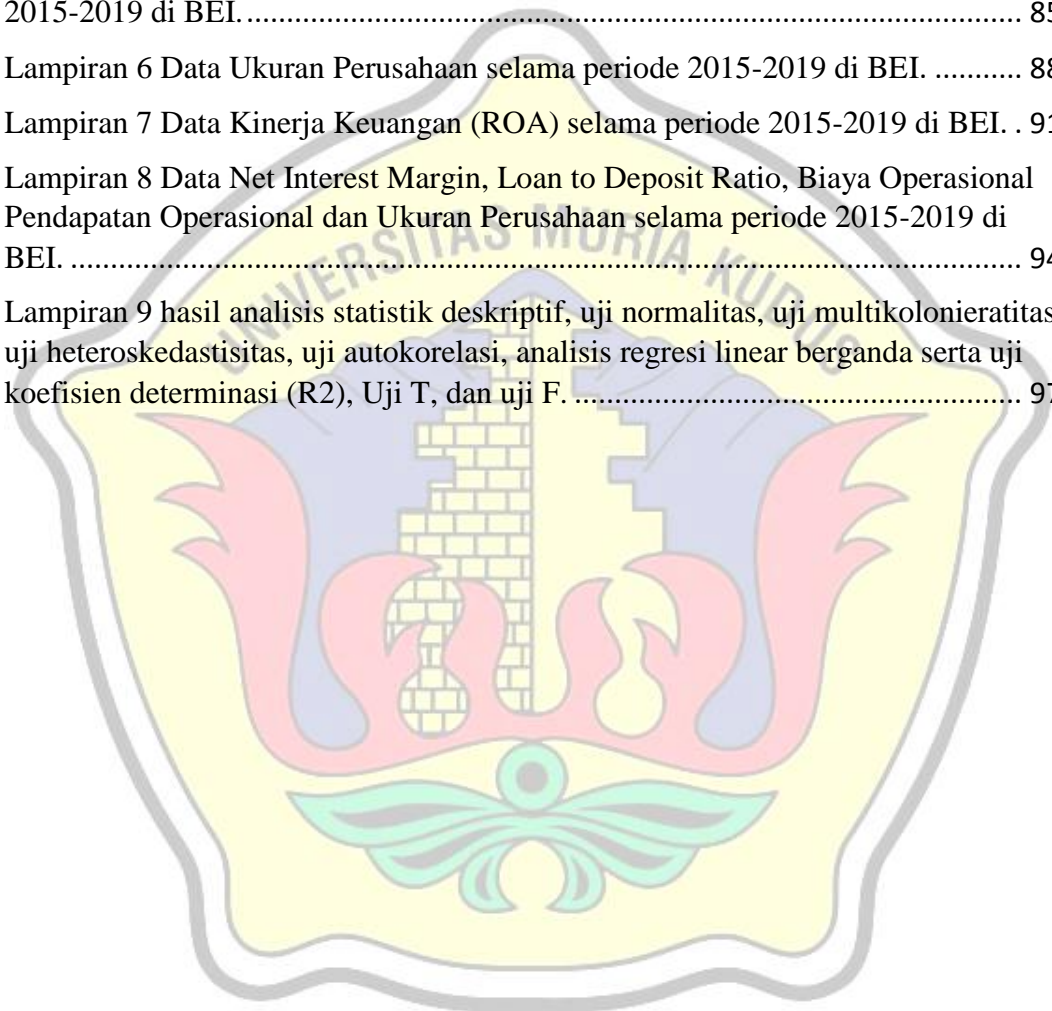 2015-2019 di BEI. ........................................................................................................ 85
Lampiran 6 Data Ukuran Perusahaan selama periode 2015-2019 di BEI. ........... 88
Lampiran 7 Data Kinerja Keuangan (ROA) selama periode 2015-2019 di BEI. . 91
Lampiran 8 Data Net Interest Margin, Loan to Deposit Ratio, Biaya Operasional
Pendapatan Operasional dan Ukuran Perusahaan selama periode 2015-2019 di
BEI. ........................................................................................................................ 94
Lampiran 9 hasil analisis statistik deskriptif, uji normalitas, uji multikolonieratitas
uji heteroskedastisitas, uji autokorelasi, analisis regresi linear berganda serta uji
koefisien determinasi (R2), Uji T, dan uji F. ........................................................ 97
UNIVERSITAS MURIA KUDUS